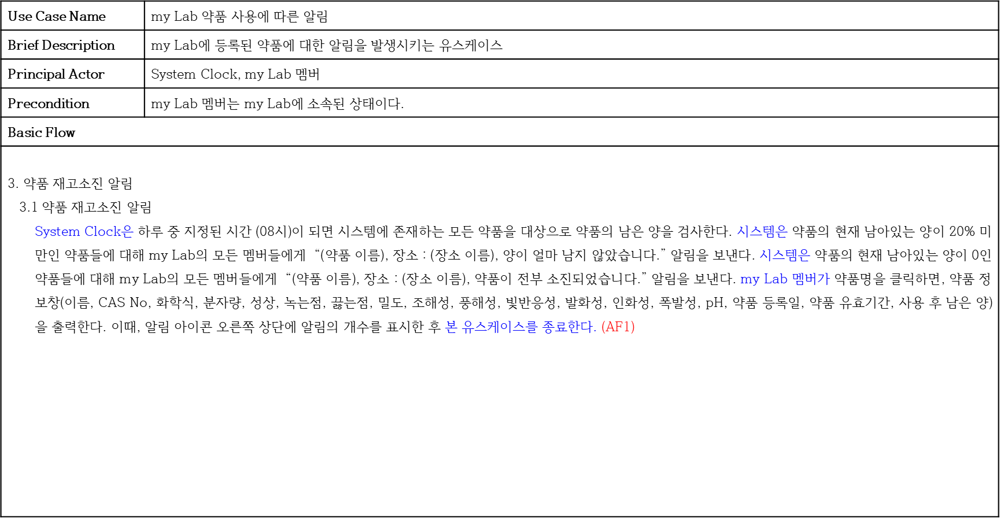 Use Case Name my Lab 약품 사용에 따른 알림
Brief Description my Lab에 등록된 약품에 대한 알림을 발생시키는 유스케이스
Principal Actor System Clock, my Lab 멤버
Precondition my Lab 멤버는 my Lab에 소속된 상태이다.
Basic Flow
3. 약품 재고소진 알림
3.1 약품 재고소진 알림
System Clock은 하루 중 지정된 시간 (08시)이 되면 시스템에 존재하는 모든 약품을 대상으로 약품의 남은 양을 검사한다. 시스템은 약품의 현재 남아있는 양이 20% 미
만인 약품들에 대해 my Lab의 모든 멤버들에게 “(약품 이름), 장소 : (장소 이름), 양이 얼마 남지 않았습니다.” 알림을 보낸다. 시스템은 약품의 현재 남아있는 양이 0인
약품들에 대해 my Lab의 모든 멤버들에게 “(약품 이름), 장소 : (장소 이름), 약품이 전부 소진되었습니다.” 알림을 보낸다. my Lab 멤버가 약품명을 클릭하면, 약품 정
보창(이름, CAS No, 화학식, 분자량, 성상, 녹는점, 끓는점, 밀도, 조해성, 풍해성, 빛반응성, 발화성, 인화성, 폭발성, pH, 약품 등록일, 약품 유효기간, 사용 후 남은 양)
을 출력한다. 이때, 알림 아이콘 오른쪽 상단에 알림의 개수를 표시한 후 본 유스케이스를 종료한다. (AF1)